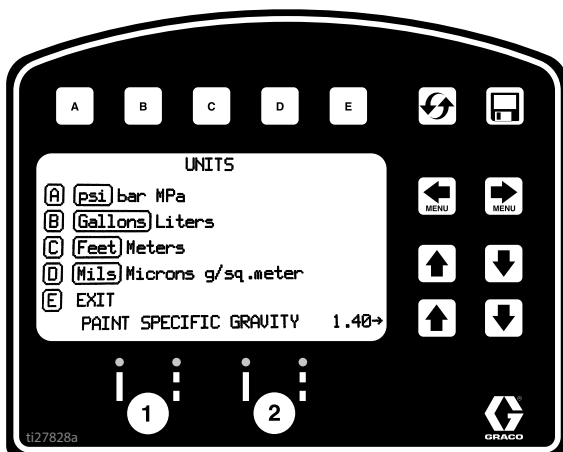 A B C D E
UNITS
A psi bar MPa
B Gallons Liters
C Feet Meters
D Mils Microns g/sq.meter
E EXIT
PAINT SPECIFIC GRAVITY 1.40→
MENU MENU
1 2
ti27828a
GRACO